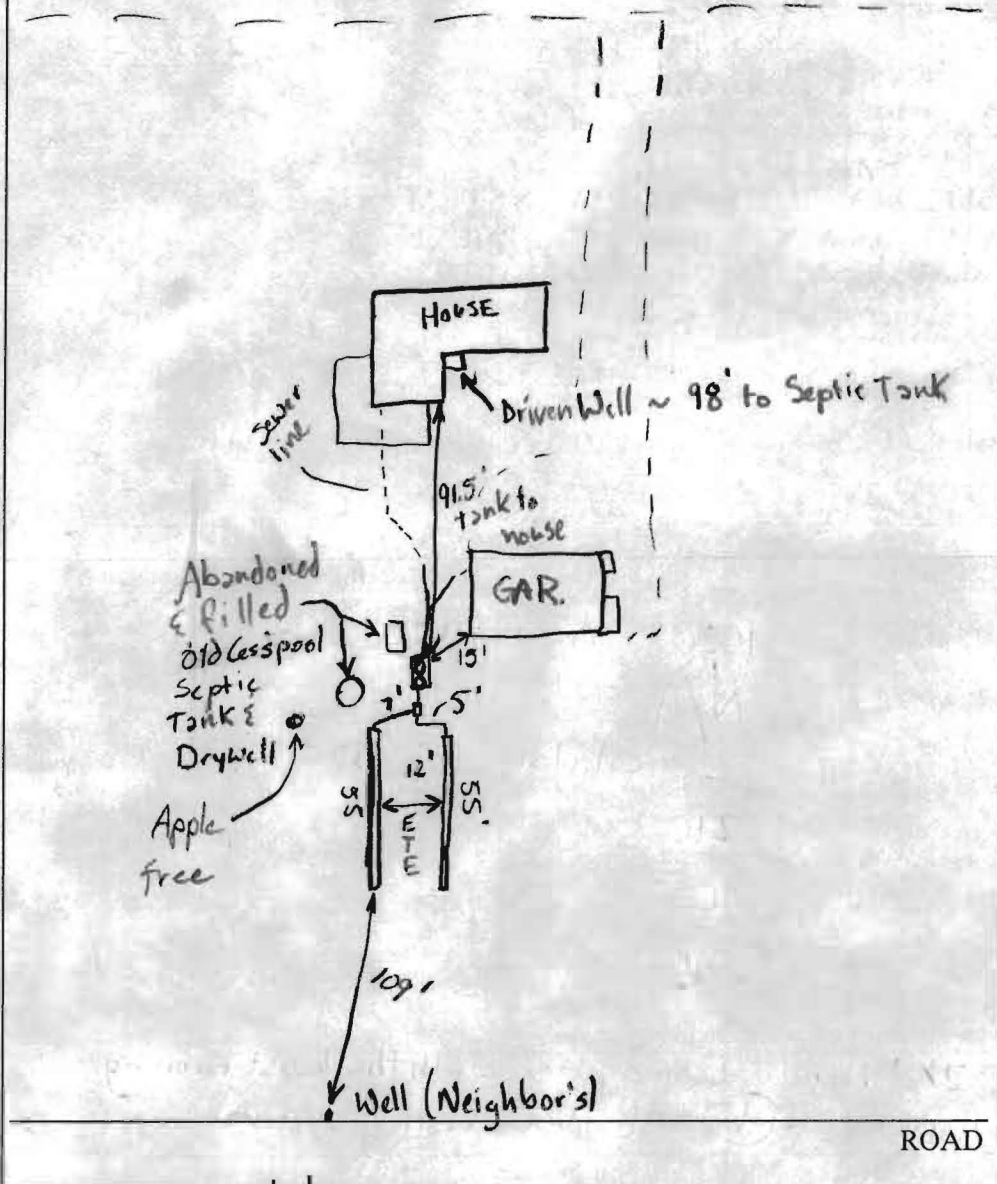 HOUSE
Driven Well ~ 98' to Septic Tank
Sewer
line
91.5'
tank to
house
GAR.
Abandoned
& filled
old Cesspool
Septic
Tank &
Drywell
15'
7'
5'
12'
55'
55'
ETE
Apple
tree
109'
Well (Neighbor's)
ROAD